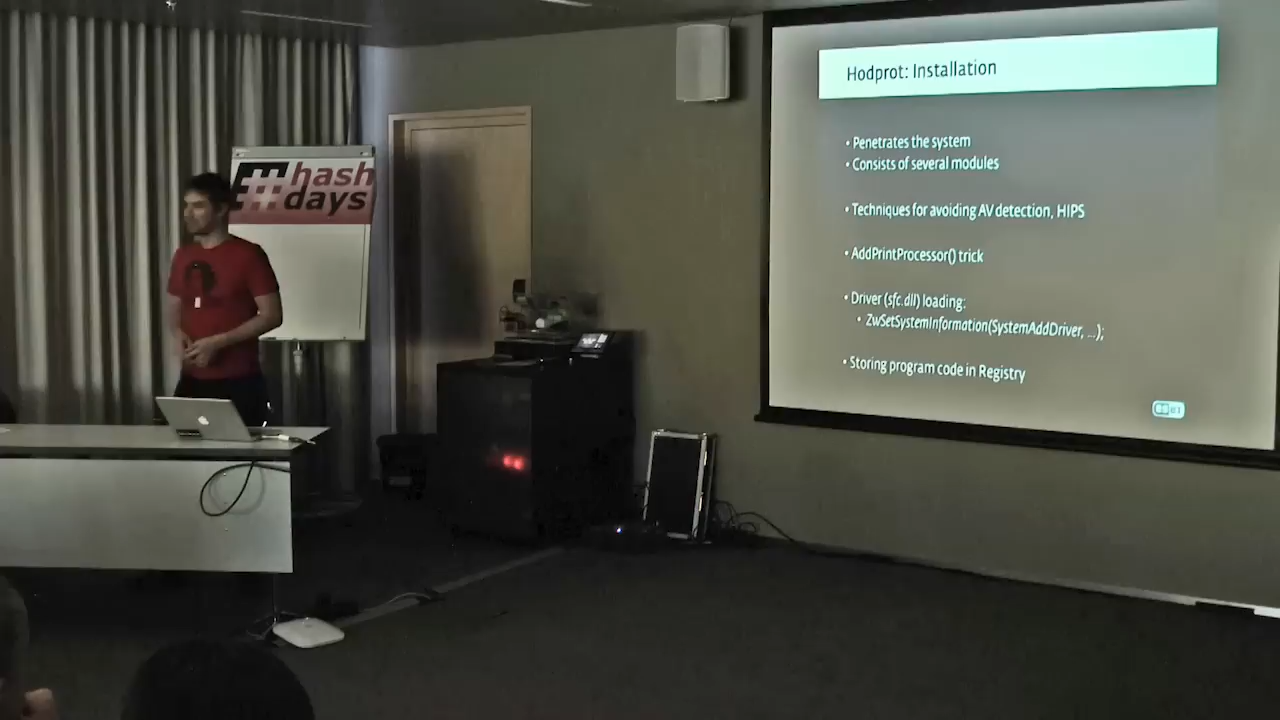 hash
days
Hodprot: Installation
• Penetrates the system
• Consists of several modules
• Techniques for avoiding AV detection, HIPS
• AddPrintProcessor() trick
• Driver (sfc.dll) loading:
• ZwSetSystemInformation(SystemAddDriver, ...);
• Storing program code in Registry